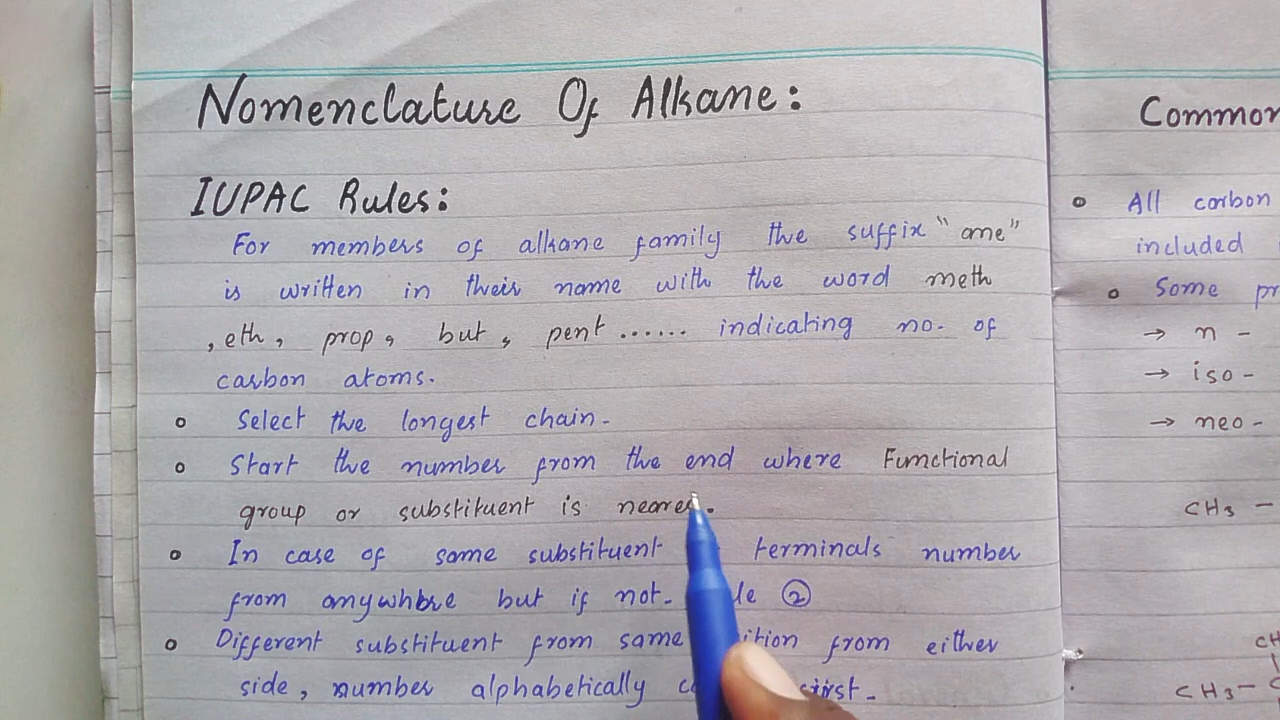 Nomenclature Of Alkane:
IUPAC Rules:
For members of alkane family the suffix "ane"
is written in their name with the word meth
, eth, prop, but, pent ...... indicating no. of
carbon atoms.
Select the longest chain.
Start the number from the end where Functional
group or substituent is
In case of same substituent terminals number
from anywhere but if not. ②
Different substituent from same from either
side, number alphabetically
All carbon
included
Some
→ n -
→ iso -
→ neo -
CH3 -
CH3 -